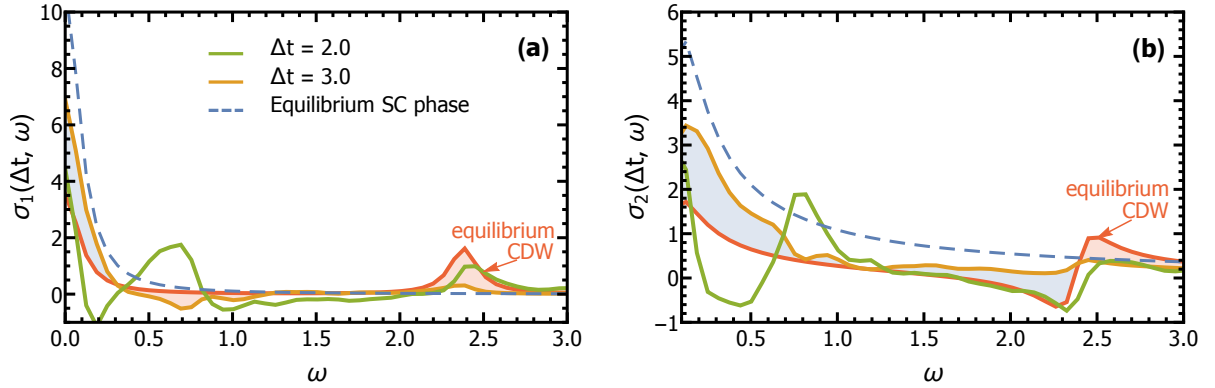 (a)
Δt = 2.0
Δt = 3.0
Equilibrium SC phase
equilibrium
CDW
σ₁(Δt, ω)
10
8
6
4
2
0
0.0 0.5 1.0 1.5 2.0 2.5 3.0
ω
(b)
equilibrium
CDW
σ₂(Δt, ω)
6
5
4
3
2
1
0
−1
0.5 1.0 1.5 2.0 2.5 3.0
ω